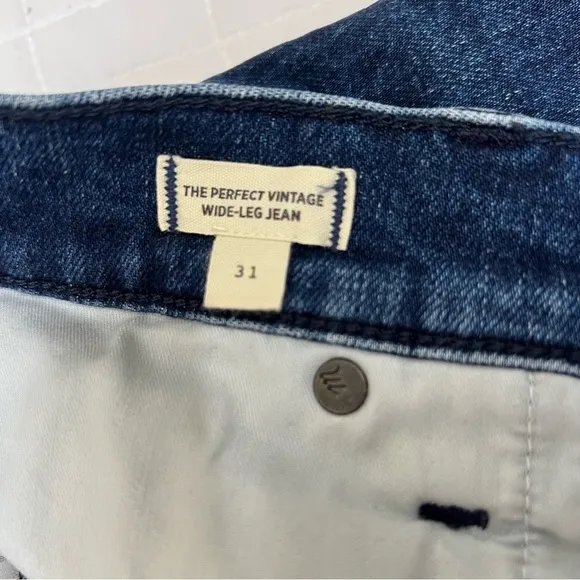 THE PERFECT VINTAGE
WIDE-LEG JEAN
31